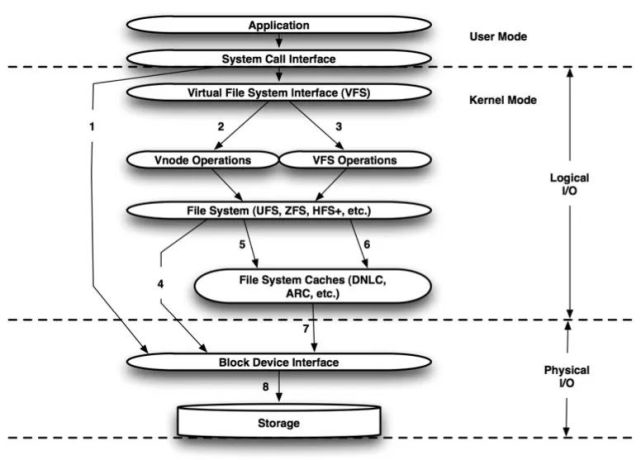 Application
User Mode
System Call Interface
Virtual File System Interface (VFS)
Kernel Mode
1
2
3
Vnode Operations
VFS Operations
Logical
I/O
File System (UFS, ZFS, HFS+, etc.)
5
6
4
File System Caches (DNLC,
ARC, etc.)
7
Block Device Interface
Physical
I/O
8
Storage